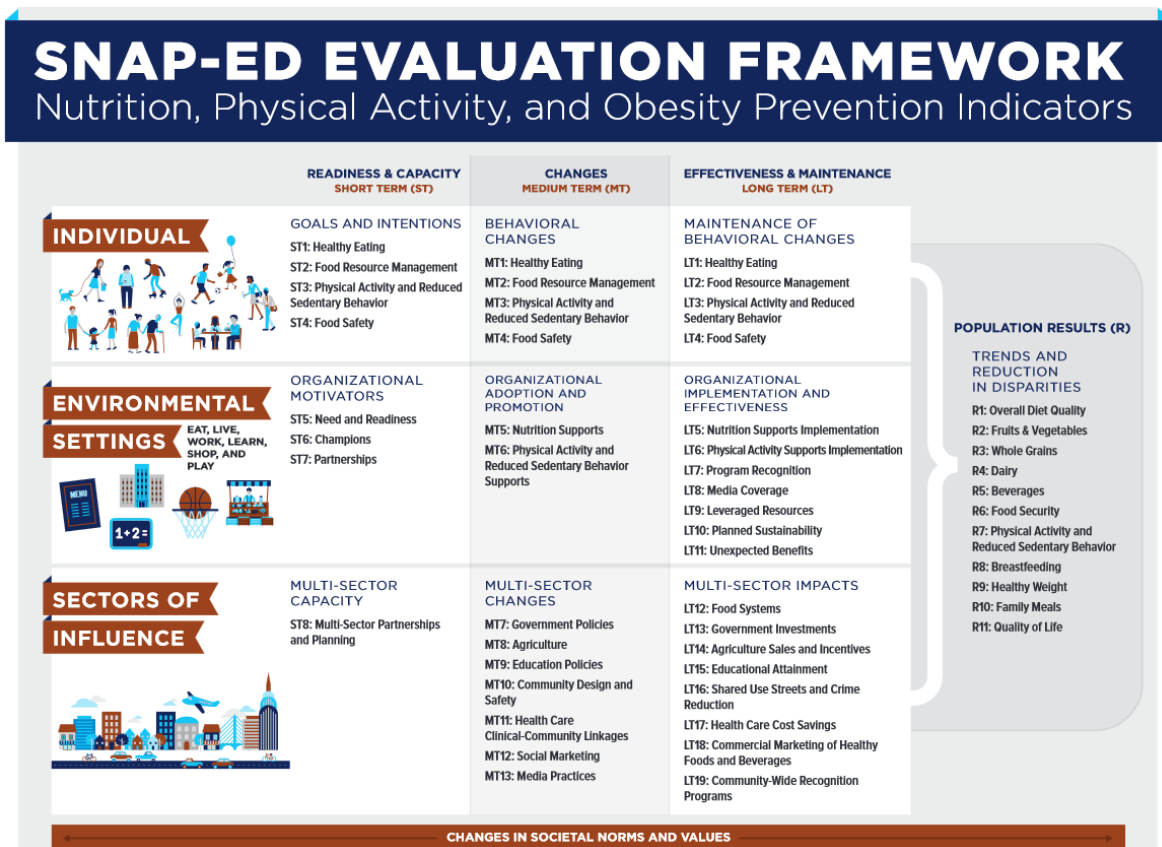 SNAP-ED EVALUATION FRAMEWORK
Nutrition, Physical Activity, and Obesity Prevention Indicators
READINESS & CAPACITY
SHORT TERM (ST)
CHANGES
MEDIUM TERM (MT)
EFFECTIVENESS & MAINTENANCE
LONG TERM (LT)
INDIVIDUAL
GOALS AND INTENTIONS
ST1: Healthy Eating
ST2: Food Resource Management
ST3: Physical Activity and Reduced
Sedentary Behavior
ST4: Food Safety
BEHAVIORAL
CHANGES
MT1: Healthy Eating
MT2: Food Resource Management
MT3: Physical Activity and
Reduced Sedentary Behavior
MT4: Food Safety
MAINTENANCE OF
BEHAVIORAL CHANGES
LT1: Healthy Eating
LT2: Food Resource Management
LT3: Physical Activity and Reduced
Sedentary Behavior
LT4: Food Safety
ENVIRONMENTAL
SETTINGS
EAT, LIVE,
WORK, LEARN,
SHOP, AND
PLAY
MENU
1+2=
ORGANIZATIONAL
MOTIVATORS
ST5: Need and Readiness
ST6: Champions
ST7: Partnerships
ORGANIZATIONAL
ADOPTION AND
PROMOTION
MT5: Nutrition Supports
MT6: Physical Activity and
Reduced Sedentary Behavior
Supports
ORGANIZATIONAL
IMPLEMENTATION AND
EFFECTIVENESS
LT5: Nutrition Supports Implementation
LT6: Physical Activity Supports Implementation
LT7: Program Recognition
LT8: Media Coverage
LT9: Leveraged Resources
LT10: Planned Sustainability
LT11: Unexpected Benefits
SECTORS OF
INFLUENCE
MULTI-SECTOR
CAPACITY
ST8: Multi-Sector Partnerships
and Planning
MULTI-SECTOR
CHANGES
MT7: Government Policies
MT8: Agriculture
MT9: Education Policies
MT10: Community Design and
Safety
MT11: Health Care
Clinical-Community Linkages
MT12: Social Marketing
MT13: Media Practices
MULTI-SECTOR IMPACTS
LT12: Food Systems
LT13: Government Investments
LT14: Agriculture Sales and Incentives
LT15: Educational Attainment
LT16: Shared Use Streets and Crime
Reduction
LT17: Health Care Cost Savings
LT18: Commercial Marketing of Healthy
Foods and Beverages
LT19: Community-Wide Recognition
Programs
POPULATION RESULTS (R)
TRENDS AND
REDUCTION
IN DISPARITIES
R1: Overall Diet Quality
R2: Fruits & Vegetables
R3: Whole Grains
R4: Dairy
R5: Beverages
R6: Food Security
R7: Physical Activity and
Reduced Sedentary Behavior
R8: Breastfeeding
R9: Healthy Weight
R10: Family Meals
R11: Quality of Life
CHANGES IN SOCIETAL NORMS AND VALUES